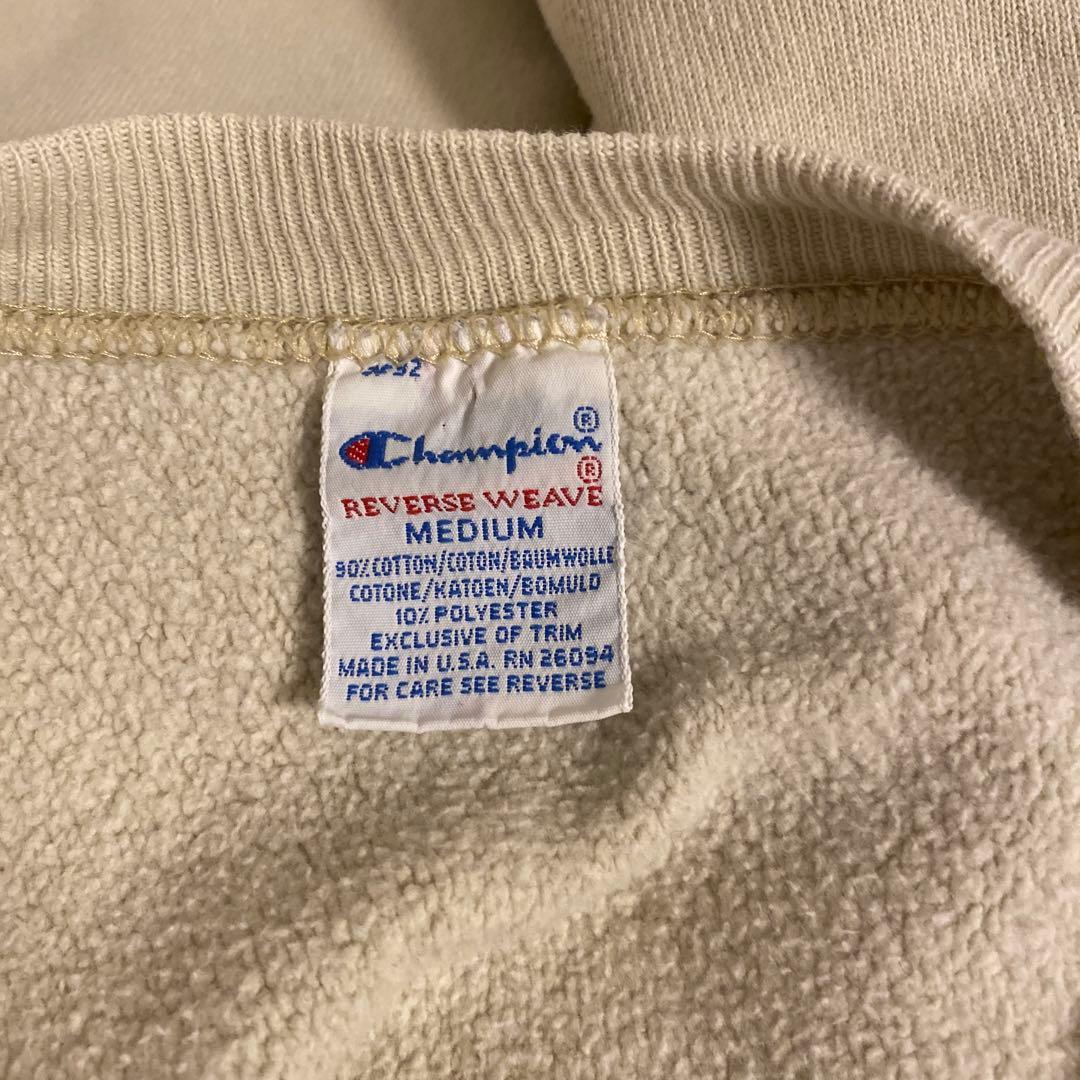 Champion®
REVERSE WEAVE®
MEDIUM
90% COTTON/COTON/BAUMWOLLE
COTONE/KATOEN/BOMULD
10% POLYESTER
EXCLUSIVE OF TRIM
MADE IN U.S.A. RN 26094
FOR CARE SEE REVERSE